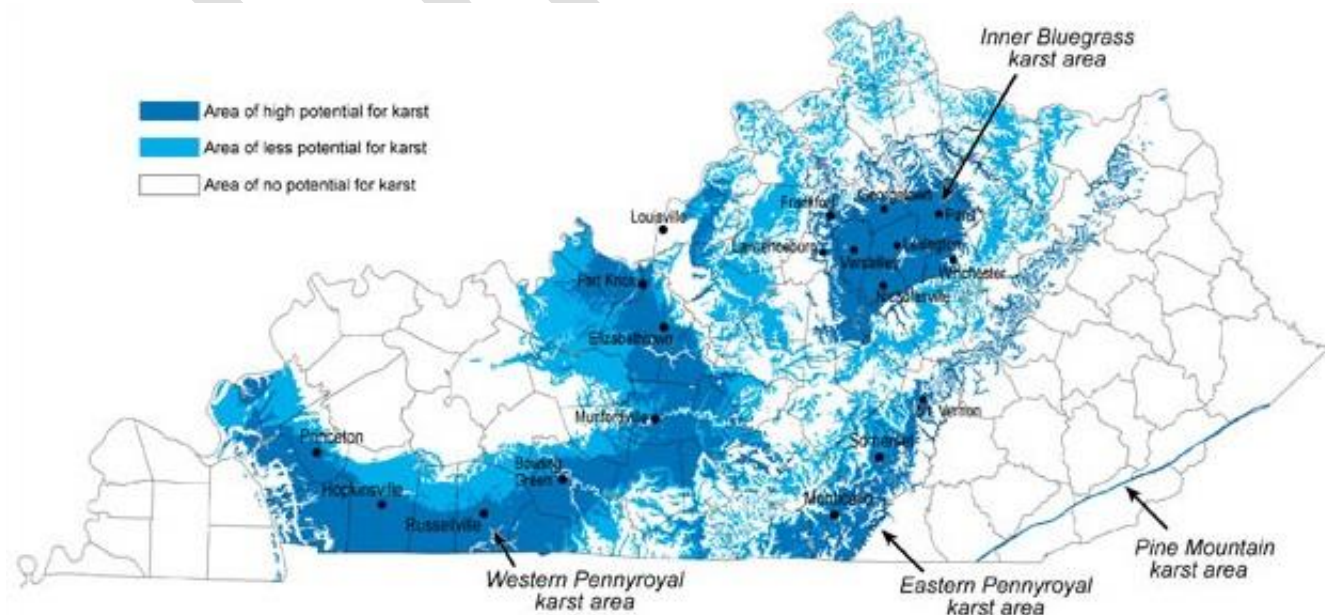 Inner Bluegrass
karst area
Area of high potential for karst
Area of less potential for karst
Area of no potential for karst
Louisville
Frankfort
Georgetown
Paris
Lawrenceburg
Versailles
Lexington
Winchester
Nicholasville
Fort Knox
Elizabethtown
Munfordville
Mt. Vernon
Somerset
Princeton
Bowling
Green
Hopkinsville
Russellville
Monticello
Western Pennyroyal
karst area
Eastern Pennyroyal
karst area
Pine Mountain
karst area